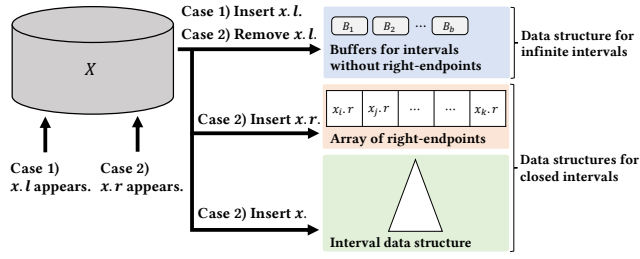 Case 1) Insert x.l.
Case 2) Remove x.l.
X
Case 1)
x.l appears.
Case 2)
x.r appears.
B1 B2 ⋯ Bb
Buffers for intervals
without right-endpoints
Data structure for
infinite intervals
Case 2) Insert x.r.
xi.r xj.r ... ... xk.r
Array of right-endpoints
Case 2) Insert x.
Interval data structure
Data structures for
closed intervals